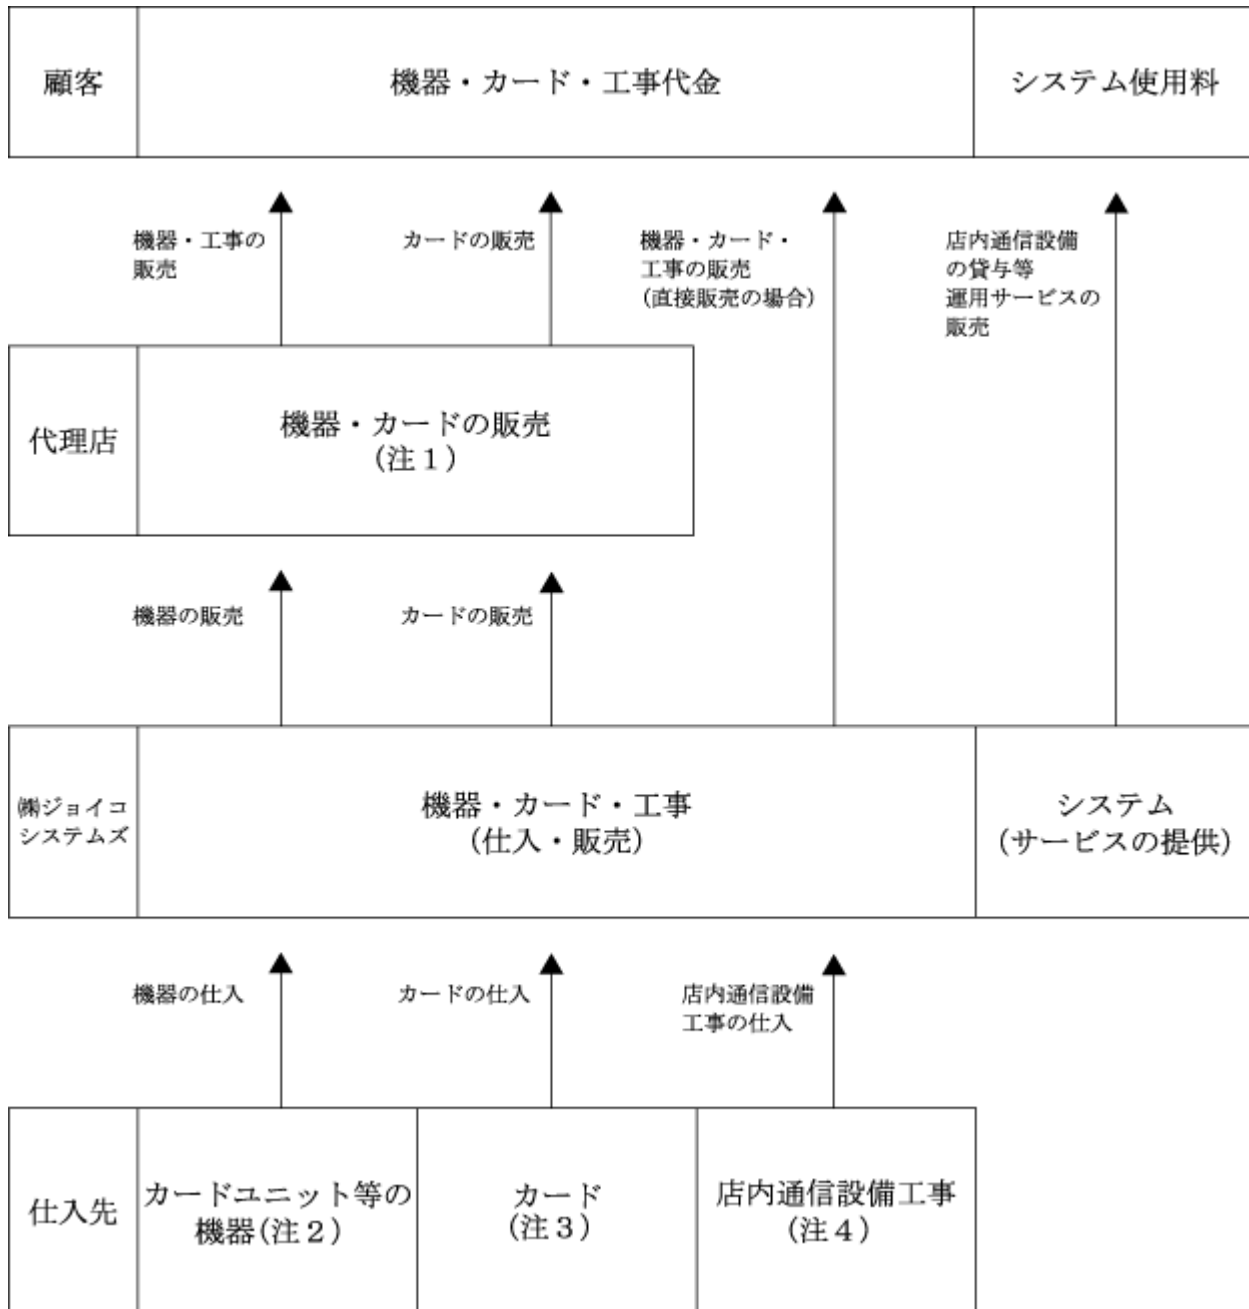 顧客
機器・カード・工事代金
システム使用料
機器・工事の
販売
カードの販売
機器・カード・
工事の販売
(直接販売の場合)
店内通信設備
の貸与等
運用サービスの
販売
代理店
機器・カードの販売
(注1)
機器の販売
カードの販売
㈱ジョイコ
システムズ
機器・カード・工事
(仕入・販売)
システム
(サービスの提供)
機器の仕入
カードの仕入
店内通信設備
工事の仕入
仕入先
カードユニット等の
機器(注2)
カード
(注3)
店内通信設備工事
(注4)